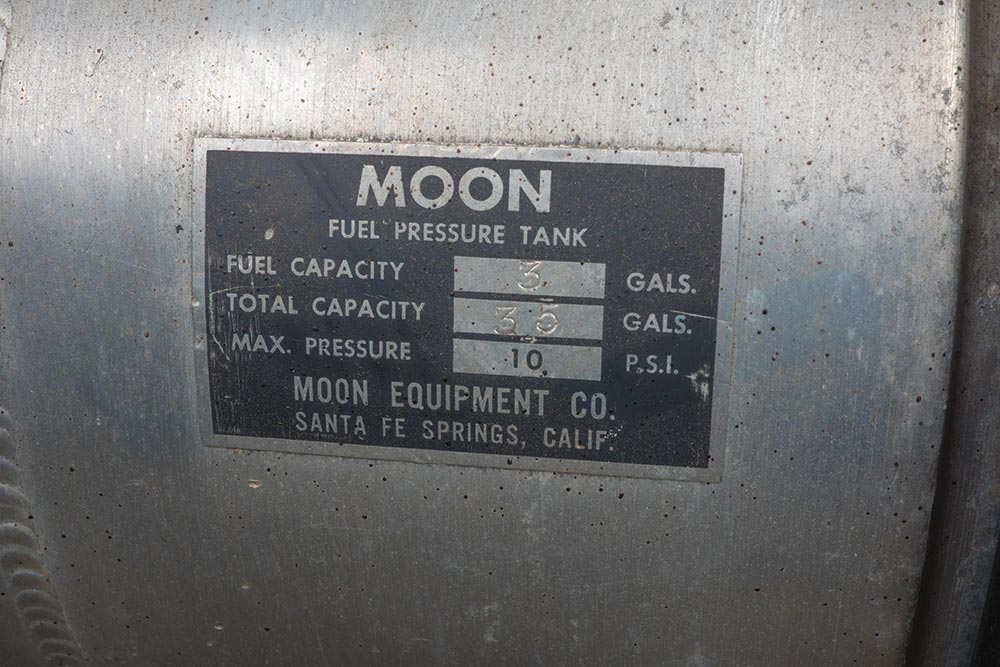 MOON
FUEL PRESSURE TANK
FUEL CAPACITY 3 GALS.
TOTAL CAPACITY 3.5 GALS.
MAX. PRESSURE 10 P.S.I.
MOON EQUIPMENT CO.
SANTA FE SPRINGS, CALIF.